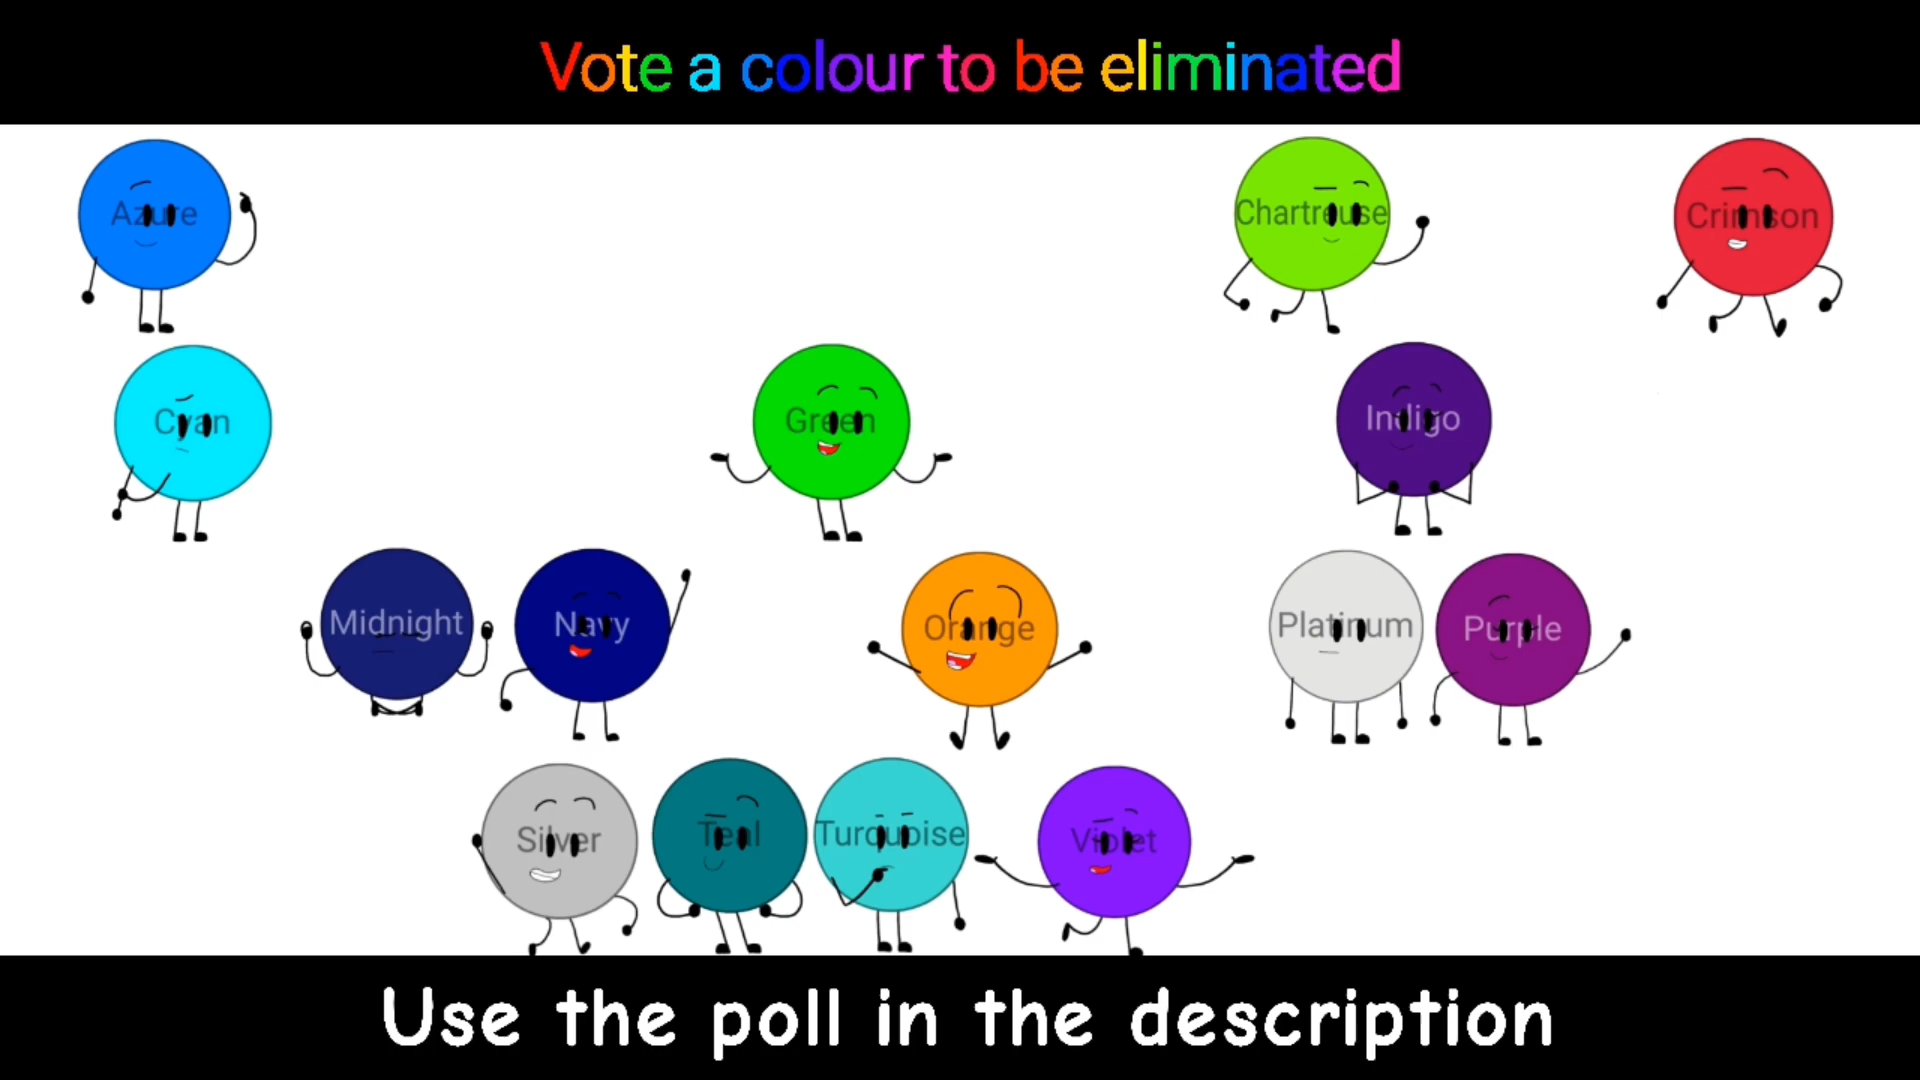 Vote a colour to be eliminated
Azure
Chartreuse
Crimson
Cyan
Green
Indigo
Midnight
Navy
Orange
Platinum
Purple
Silver
Teal
Turquoise
Violet
Use the poll in the description